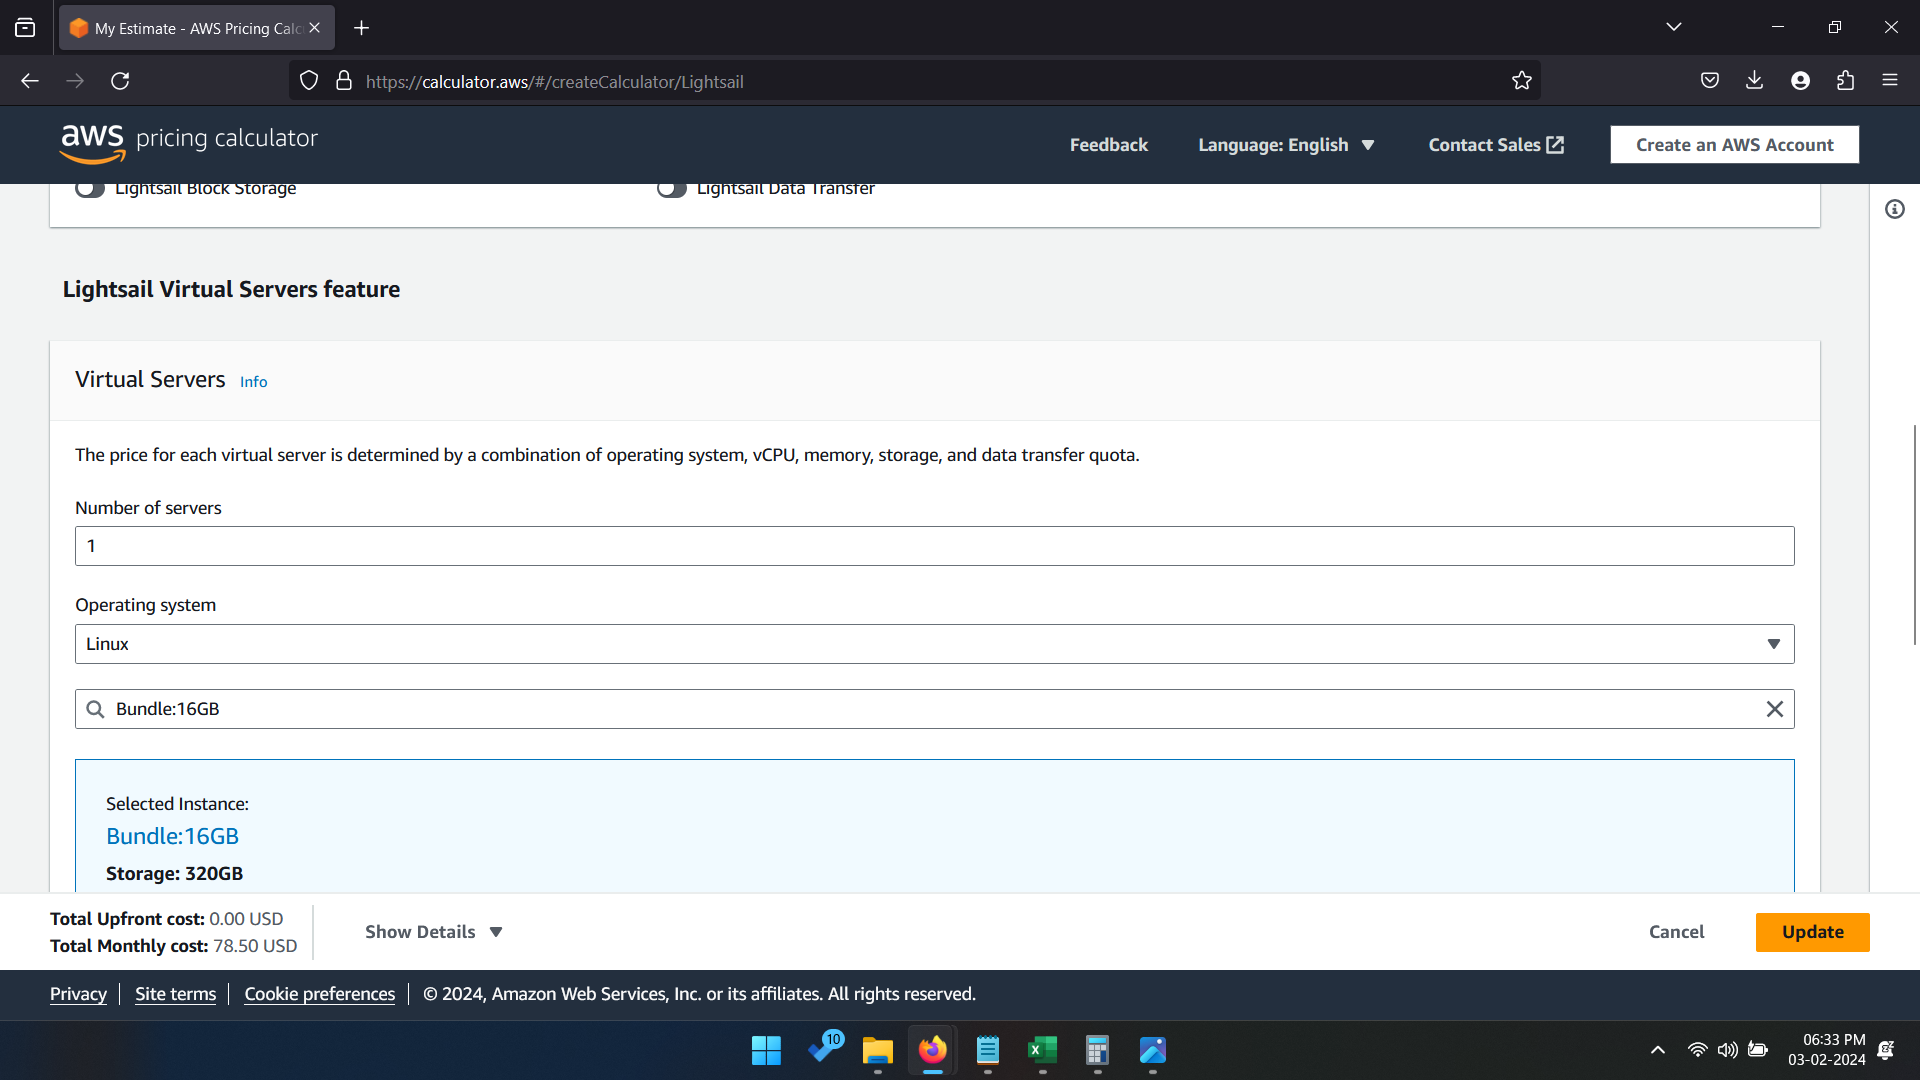 My Estimate - AWS Pricing Calc
https://calculator.aws/#/createCalculator/Lightsail
aws pricing calculator
Feedback
Language: English
Contact Sales
Create an AWS Account
Lightsail Block Storage
Lightsail Data Transfer
Lightsail Virtual Servers feature
Virtual Servers Info
The price for each virtual server is determined by a combination of operating system, vCPU, memory, storage, and data transfer quota.
Number of servers
1
Operating system
Linux
Bundle:16GB
Selected Instance:
Bundle:16GB
Storage: 320GB
Total Upfront cost: 0.00 USD
Total Monthly cost: 78.50 USD
Show Details
Cancel
Update
Privacy
Site terms
Cookie preferences
© 2024, Amazon Web Services, Inc. or its affiliates. All rights reserved.
10
06:33 PM
03-02-2024